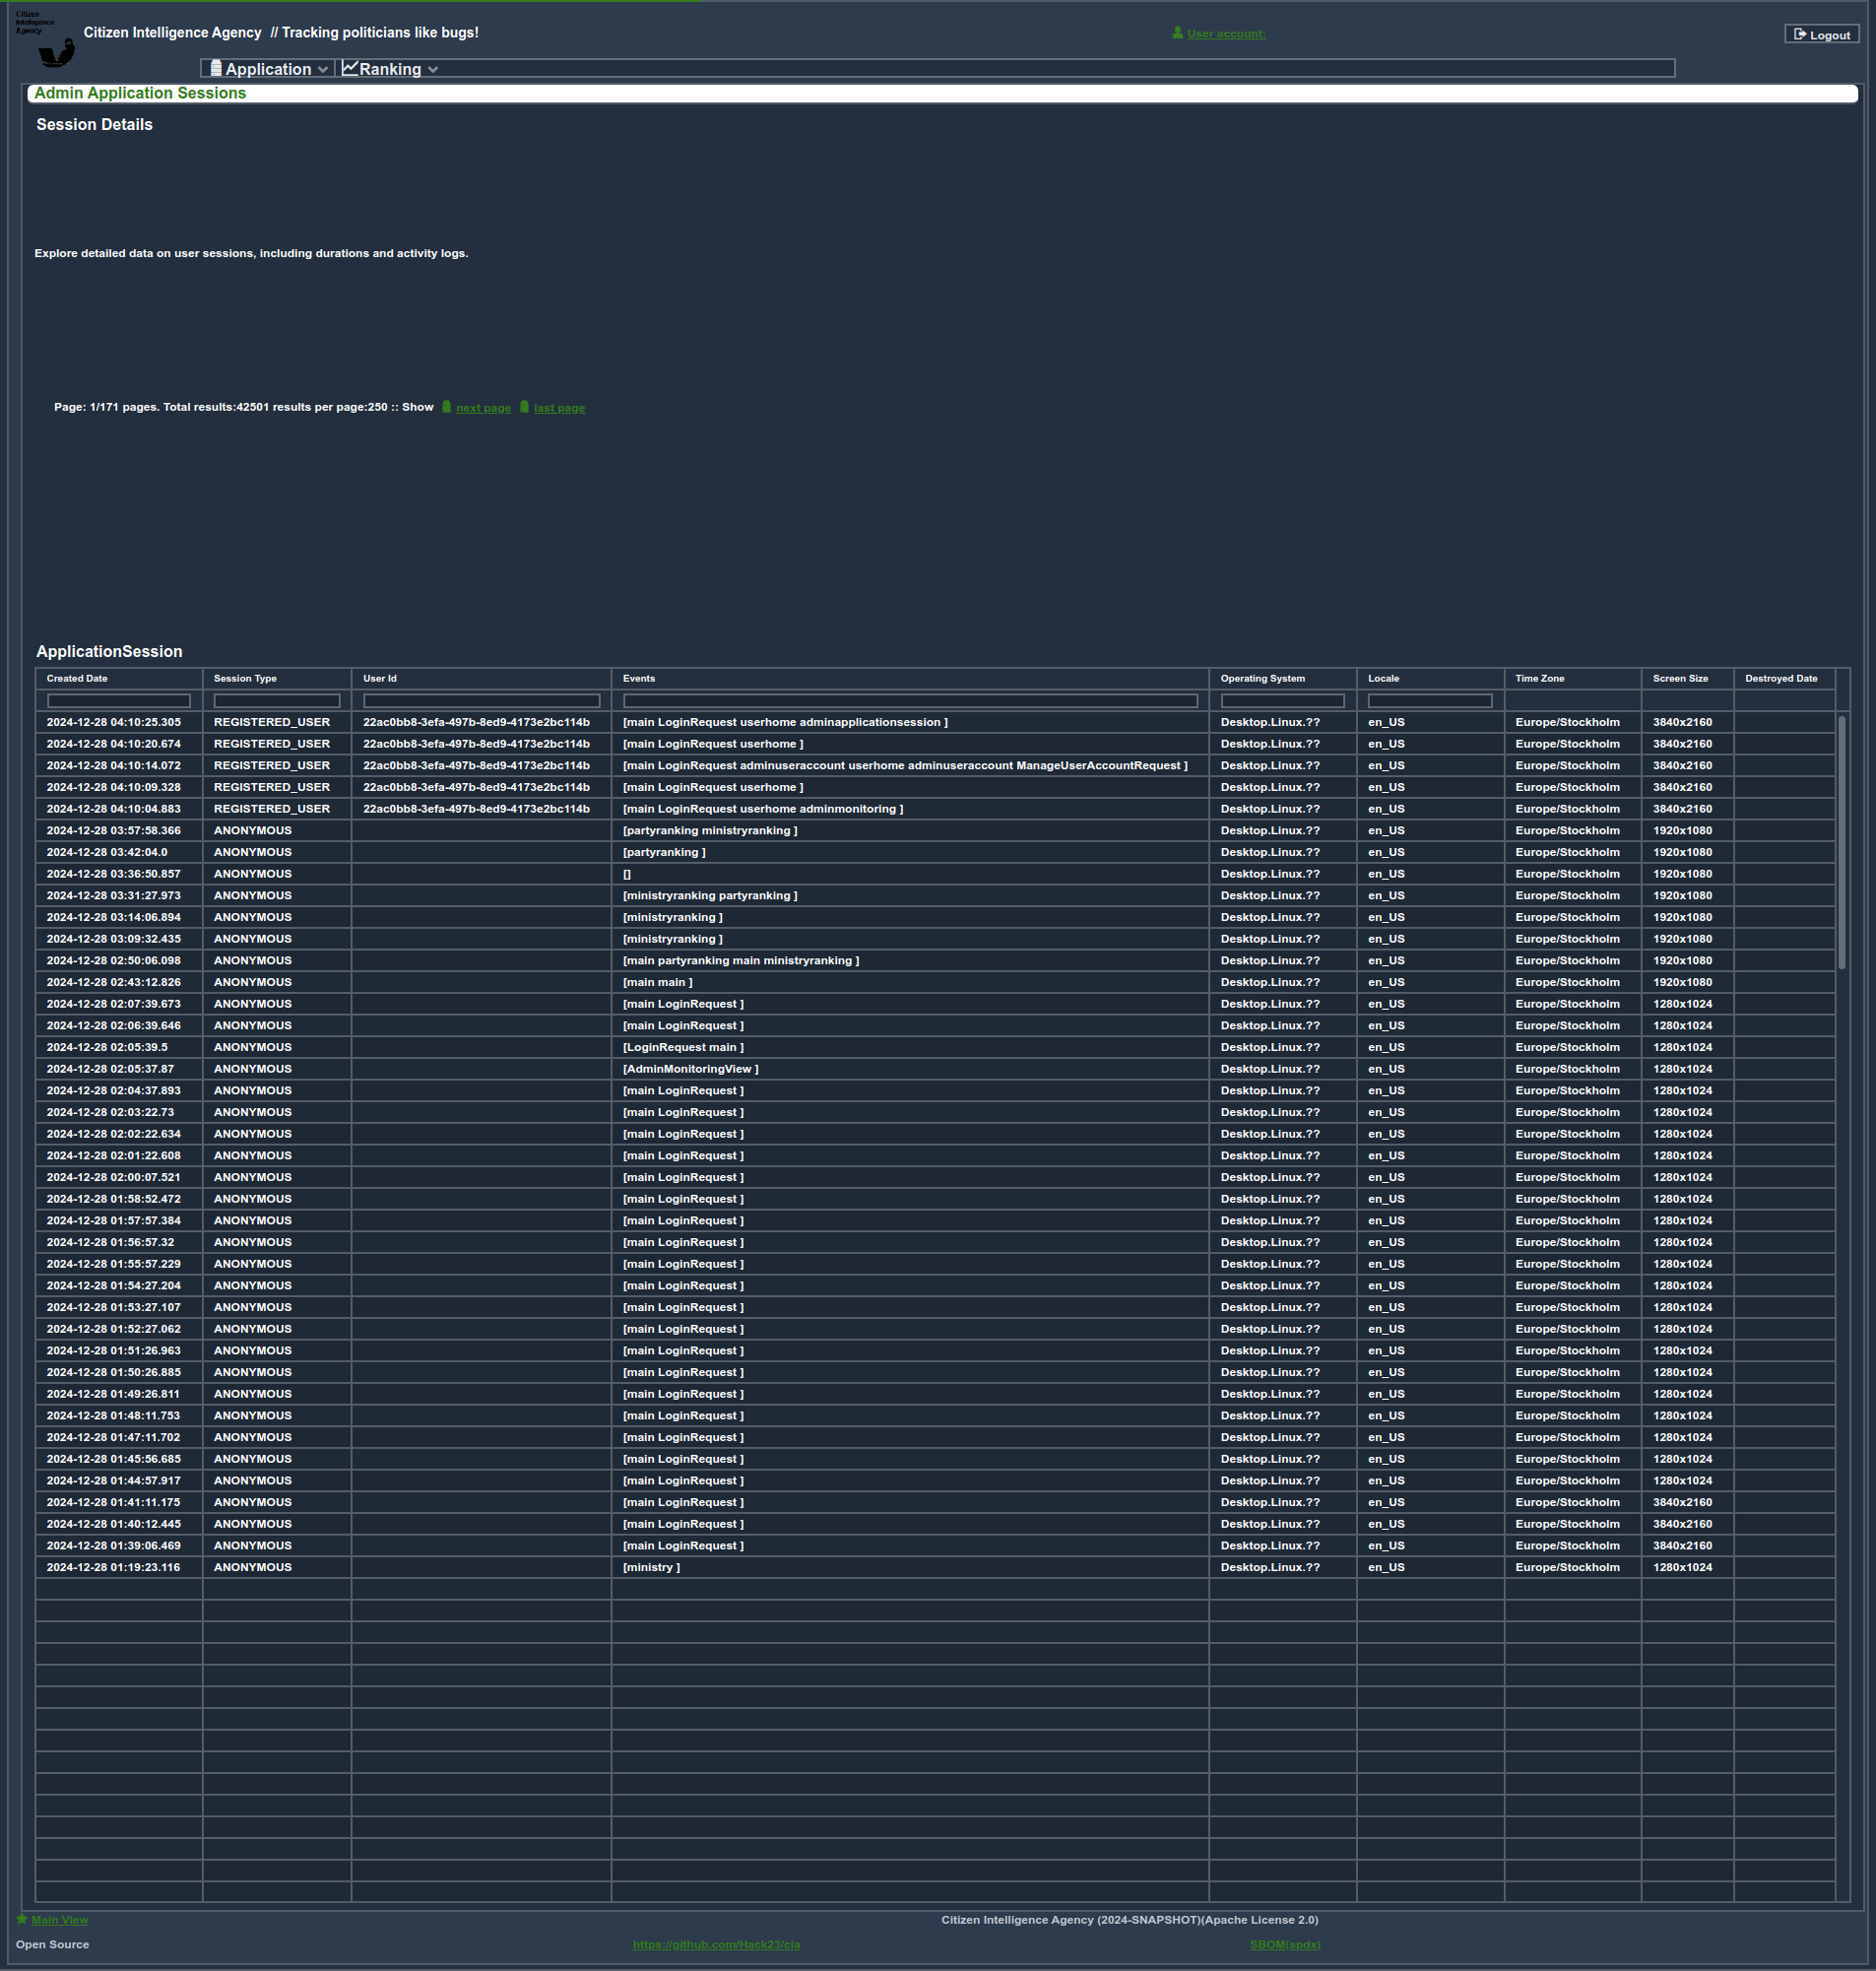 Citizen
Intelligence
Agency
Citizen Intelligence Agency // Tracking politicians like bugs!
User account:
Logout
Application Ranking
Admin Application Sessions
Session Details
Explore detailed data on user sessions, including durations and activity logs.
Page: 1/171 pages. Total results:42501 results per page:250 :: Show next page last page
ApplicationSession
Created Date Session Type User Id Events Operating System Locale Time Zone Screen Size Destroyed Date
2024-12-28 04:10:25.305 REGISTERED_USER 22ac0bb8-3efa-497b-8ed9-4173e2bc114b [main LoginRequest userhome adminapplicationsession ] Desktop.Linux.?? en_US Europe/Stockholm 3840x2160
2024-12-28 04:10:20.674 REGISTERED_USER 22ac0bb8-3efa-497b-8ed9-4173e2bc114b [main LoginRequest userhome ] Desktop.Linux.?? en_US Europe/Stockholm 3840x2160
2024-12-28 04:10:14.072 REGISTERED_USER 22ac0bb8-3efa-497b-8ed9-4173e2bc114b [main LoginRequest adminuseraccount userhome adminuseraccount ManageUserAccountRequest ] Desktop.Linux.?? en_US Europe/Stockholm 3840x2160
2024-12-28 04:10:09.328 REGISTERED_USER 22ac0bb8-3efa-497b-8ed9-4173e2bc114b [main LoginRequest userhome ] Desktop.Linux.?? en_US Europe/Stockholm 3840x2160
2024-12-28 04:10:04.883 REGISTERED_USER 22ac0bb8-3efa-497b-8ed9-4173e2bc114b [main LoginRequest userhome adminmonitoring ] Desktop.Linux.?? en_US Europe/Stockholm 3840x2160
2024-12-28 03:57:58.366 ANONYMOUS [partyranking ministryranking ] Desktop.Linux.?? en_US Europe/Stockholm 1920x1080
2024-12-28 03:42:04.0 ANONYMOUS [partyranking ] Desktop.Linux.?? en_US Europe/Stockholm 1920x1080
2024-12-28 03:36:50.857 ANONYMOUS [] Desktop.Linux.?? en_US Europe/Stockholm 1920x1080
2024-12-28 03:31:27.973 ANONYMOUS [ministryranking partyranking ] Desktop.Linux.?? en_US Europe/Stockholm 1920x1080
2024-12-28 03:14:06.894 ANONYMOUS [ministryranking ] Desktop.Linux.?? en_US Europe/Stockholm 1920x1080
2024-12-28 03:09:32.435 ANONYMOUS [ministryranking ] Desktop.Linux.?? en_US Europe/Stockholm 1920x1080
2024-12-28 02:50:06.098 ANONYMOUS [main partyranking main ministryranking ] Desktop.Linux.?? en_US Europe/Stockholm 1920x1080
2024-12-28 02:43:12.826 ANONYMOUS [main main ] Desktop.Linux.?? en_US Europe/Stockholm 1920x1080
2024-12-28 02:07:39.673 ANONYMOUS [main LoginRequest ] Desktop.Linux.?? en_US Europe/Stockholm 1280x1024
2024-12-28 02:06:39.646 ANONYMOUS [main LoginRequest ] Desktop.Linux.?? en_US Europe/Stockholm 1280x1024
2024-12-28 02:05:39.5 ANONYMOUS [LoginRequest main ] Desktop.Linux.?? en_US Europe/Stockholm 1280x1024
2024-12-28 02:05:37.87 ANONYMOUS [AdminMonitoringView ] Desktop.Linux.?? en_US Europe/Stockholm 1280x1024
2024-12-28 02:04:37.893 ANONYMOUS [main LoginRequest ] Desktop.Linux.?? en_US Europe/Stockholm 1280x1024
2024-12-28 02:03:22.73 ANONYMOUS [main LoginRequest ] Desktop.Linux.?? en_US Europe/Stockholm 1280x1024
2024-12-28 02:02:22.634 ANONYMOUS [main LoginRequest ] Desktop.Linux.?? en_US Europe/Stockholm 1280x1024
2024-12-28 02:01:22.608 ANONYMOUS [main LoginRequest ] Desktop.Linux.?? en_US Europe/Stockholm 1280x1024
2024-12-28 02:00:07.521 ANONYMOUS [main LoginRequest ] Desktop.Linux.?? en_US Europe/Stockholm 1280x1024
2024-12-28 01:58:52.472 ANONYMOUS [main LoginRequest ] Desktop.Linux.?? en_US Europe/Stockholm 1280x1024
2024-12-28 01:57:57.384 ANONYMOUS [main LoginRequest ] Desktop.Linux.?? en_US Europe/Stockholm 1280x1024
2024-12-28 01:56:57.32 ANONYMOUS [main LoginRequest ] Desktop.Linux.?? en_US Europe/Stockholm 1280x1024
2024-12-28 01:55:57.229 ANONYMOUS [main LoginRequest ] Desktop.Linux.?? en_US Europe/Stockholm 1280x1024
2024-12-28 01:54:27.204 ANONYMOUS [main LoginRequest ] Desktop.Linux.?? en_US Europe/Stockholm 1280x1024
2024-12-28 01:53:27.107 ANONYMOUS [main LoginRequest ] Desktop.Linux.?? en_US Europe/Stockholm 1280x1024
2024-12-28 01:52:27.062 ANONYMOUS [main LoginRequest ] Desktop.Linux.?? en_US Europe/Stockholm 1280x1024
2024-12-28 01:51:26.963 ANONYMOUS [main LoginRequest ] Desktop.Linux.?? en_US Europe/Stockholm 1280x1024
2024-12-28 01:50:26.885 ANONYMOUS [main LoginRequest ] Desktop.Linux.?? en_US Europe/Stockholm 1280x1024
2024-12-28 01:49:26.811 ANONYMOUS [main LoginRequest ] Desktop.Linux.?? en_US Europe/Stockholm 1280x1024
2024-12-28 01:48:11.753 ANONYMOUS [main LoginRequest ] Desktop.Linux.?? en_US Europe/Stockholm 1280x1024
2024-12-28 01:47:11.702 ANONYMOUS [main LoginRequest ] Desktop.Linux.?? en_US Europe/Stockholm 1280x1024
2024-12-28 01:45:56.685 ANONYMOUS [main LoginRequest ] Desktop.Linux.?? en_US Europe/Stockholm 1280x1024
2024-12-28 01:44:57.917 ANONYMOUS [main LoginRequest ] Desktop.Linux.?? en_US Europe/Stockholm 1280x1024
2024-12-28 01:41:11.175 ANONYMOUS [main LoginRequest ] Desktop.Linux.?? en_US Europe/Stockholm 3840x2160
2024-12-28 01:40:12.445 ANONYMOUS [main LoginRequest ] Desktop.Linux.?? en_US Europe/Stockholm 3840x2160
2024-12-28 01:39:06.469 ANONYMOUS [main LoginRequest ] Desktop.Linux.?? en_US Europe/Stockholm 3840x2160
2024-12-28 01:19:23.116 ANONYMOUS [ministry ] Desktop.Linux.?? en_US Europe/Stockholm 1280x1024
Main View Citizen Intelligence Agency (2024-SNAPSHOT)(Apache License 2.0)
Open Source https://github.com/Hack23/cia SBOM(spdx)